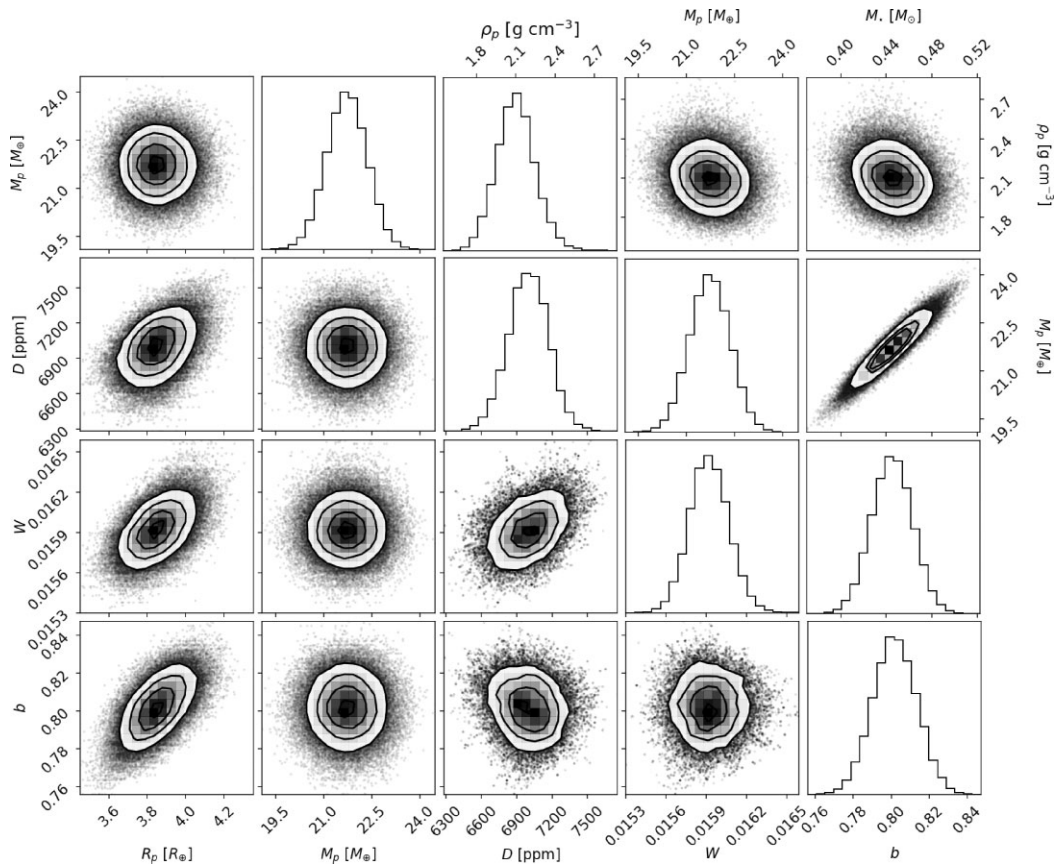 ρp [g cm−3] Mp [M⊕] M⋆ [M⊙]
1.8 2.1 2.4 2.7 19.5 21.0 22.5 24.0 0.40 0.44 0.48 0.52
Mp [M⊕] 24.0 22.5 21.0 19.5
2.7 2.4 2.1 1.8 ρp [g cm−3]
D [ppm] 7500 7200 6900 6600 6300
24.0 22.5 21.0 19.5 Mp [M⊕]
W 0.0165 0.0162 0.0159 0.0156 0.0153
b 0.84 0.82 0.80 0.78 0.76
3.6 3.8 4.0 4.2 19.5 21.0 22.5 24.0 6300 6600 6900 7200 7500 0.0153 0.0156 0.0159 0.0162 0.0165 0.76 0.78 0.80 0.82 0.84
Rp [R⊕] Mp [M⊕] D [ppm] W b